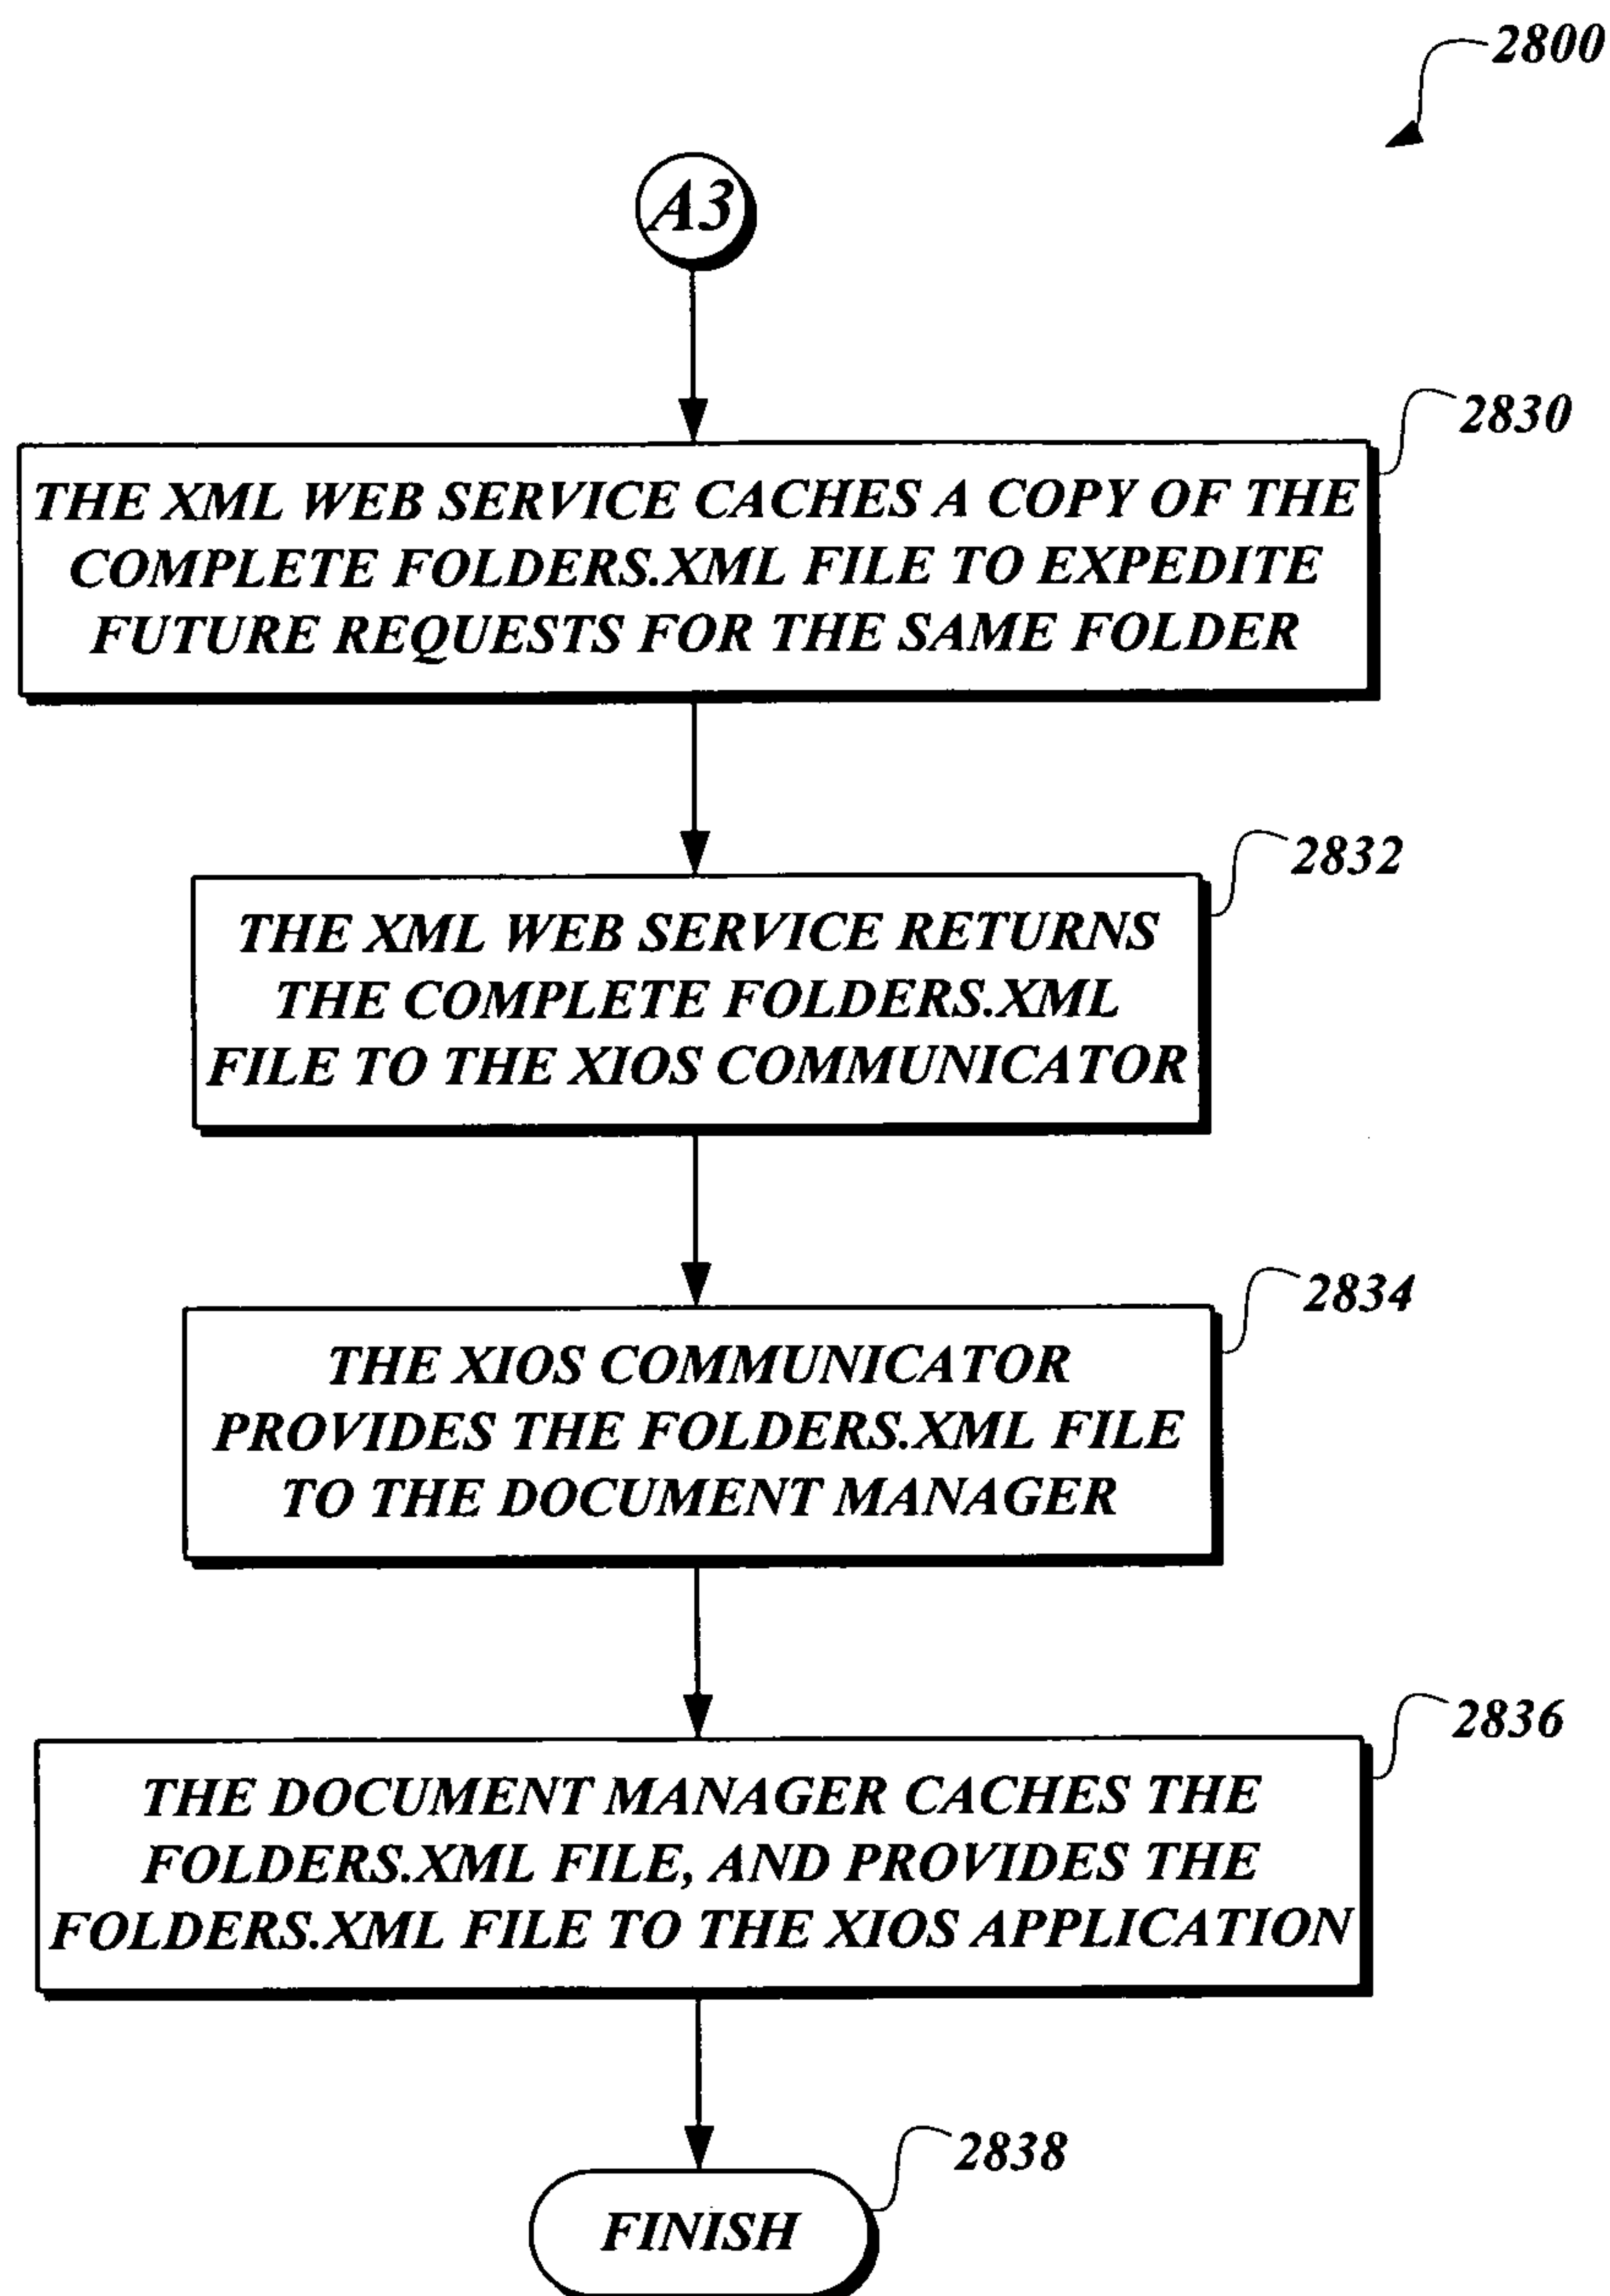 2800
A3
2830
THE XML WEB SERVICE CACHES A COPY OF THE
COMPLETE FOLDERS.XML FILE TO EXPEDITE
FUTURE REQUESTS FOR THE SAME FOLDER
2832
THE XML WEB SERVICE RETURNS
THE COMPLETE FOLDERS.XML
FILE TO THE XIOS COMMUNICATOR
2834
THE XIOS COMMUNICATOR
PROVIDES THE FOLDERS.XML FILE
TO THE DOCUMENT MANAGER
2836
THE DOCUMENT MANAGER CACHES THE
FOLDERS.XML FILE, AND PROVIDES THE
FOLDERS.XML FILE TO THE XIOS APPLICATION
2838
FINISH